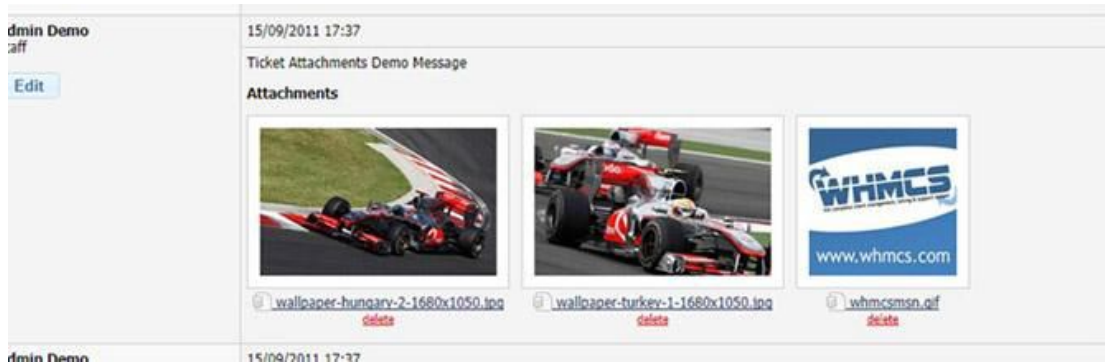 dmin Demo
15/09/2011 17:37
aff
Ticket Attachments Demo Message
Edit
Attachments
WHMCS
www.whmcs.com
wallpaper-hungary-2-1680x1050.jpg
wallpaper-turkey-1-1680x1050.jpg
whmcsmsn.gif
delete
delete
delete
dmin Demo
15/09/2011 17:37